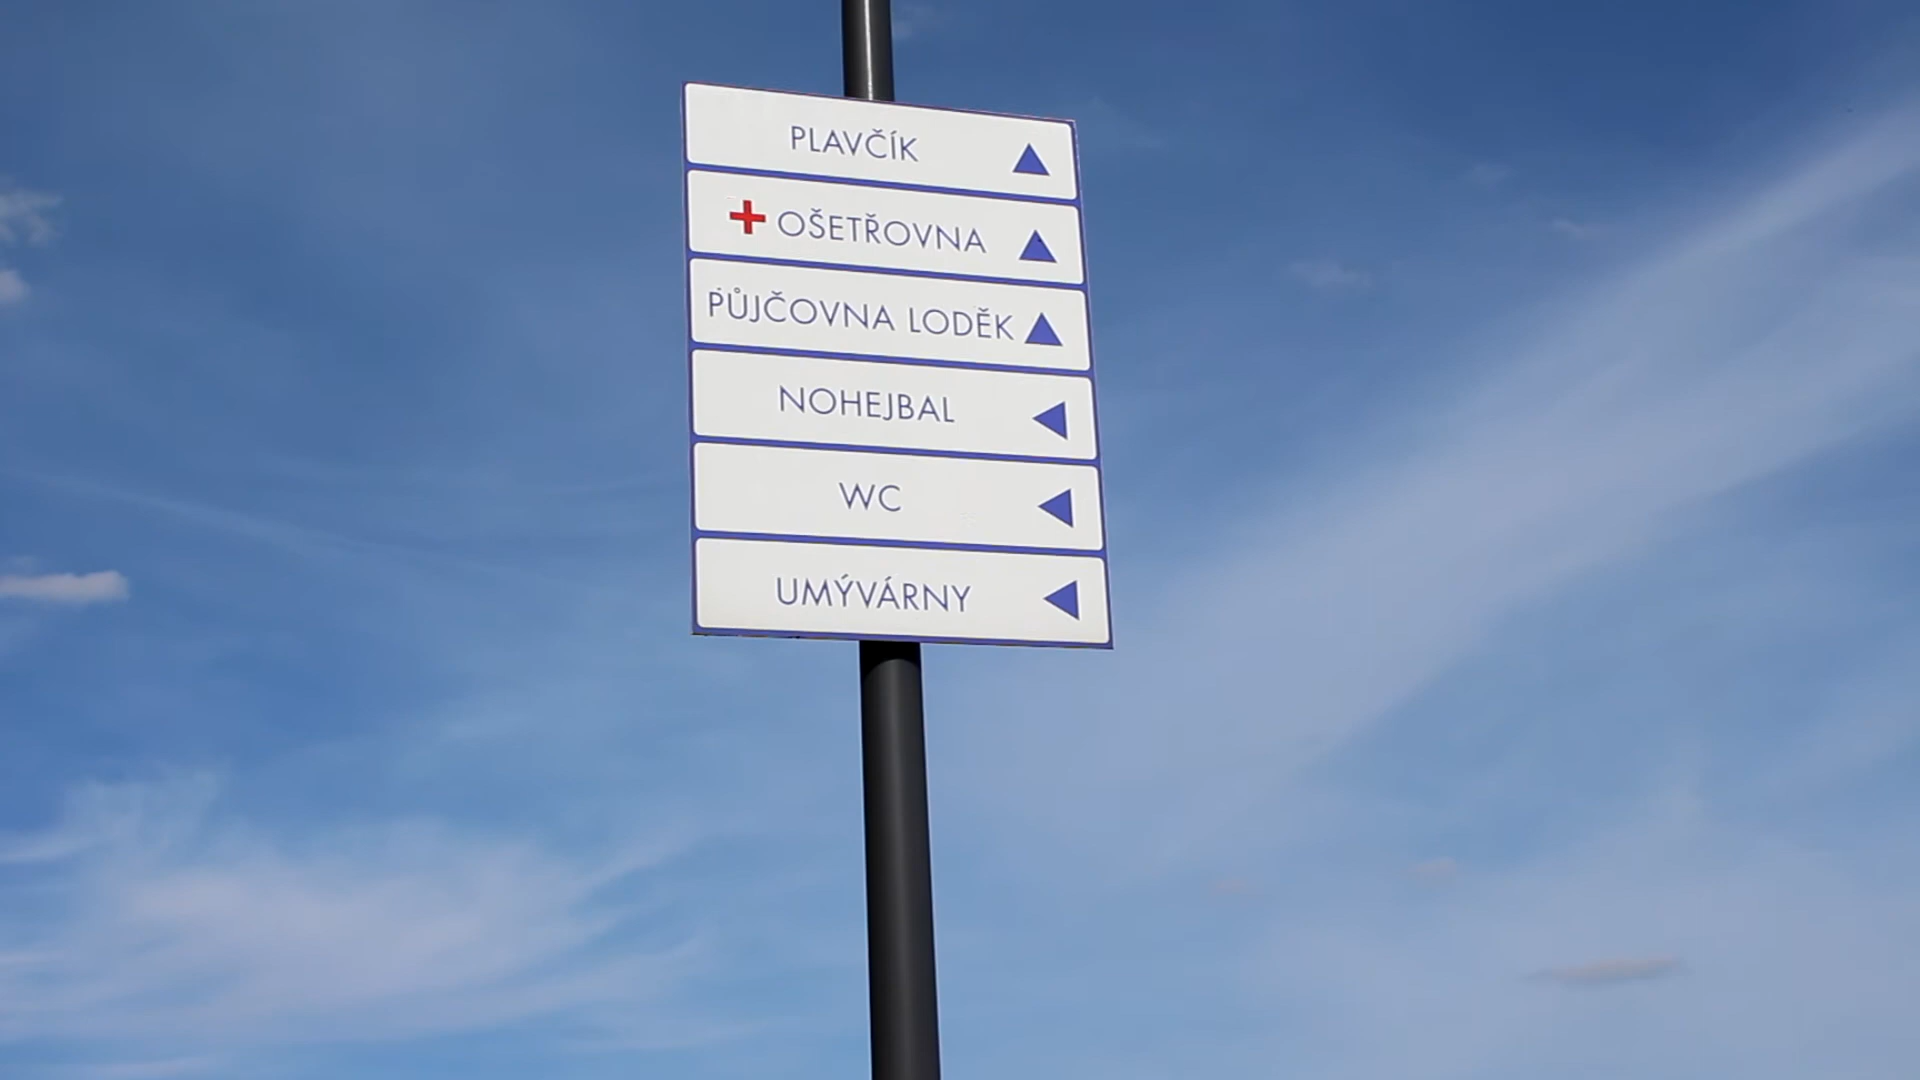 PLAVČÍK
OŠETŘOVNA
PŮJČOVNA LODĚK
NOHEJBAL
WC
UMÝVÁRNY